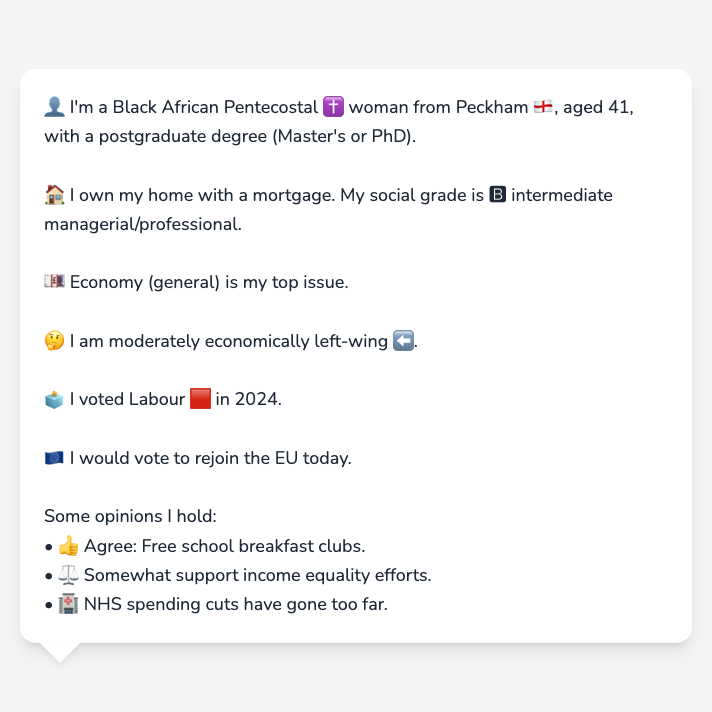 👤 I'm a Black African Pentecostal ✝️ woman from Peckham 🏴󠁧󠁢󠁥󠁮󠁧󠁿, aged 41,
with a postgraduate degree (Master's or PhD).
🏠 I own my home with a mortgage. My social grade is 🅱 intermediate
managerial/professional.
💷 Economy (general) is my top issue.
🤔 I am moderately economically left-wing ⬅️.
🗳️ I voted Labour 🟥 in 2024.
🇪🇺 I would vote to rejoin the EU today.
Some opinions I hold:
• 👍 Agree: Free school breakfast clubs.
• ⚖️ Somewhat support income equality efforts.
• 🏥 NHS spending cuts have gone too far.